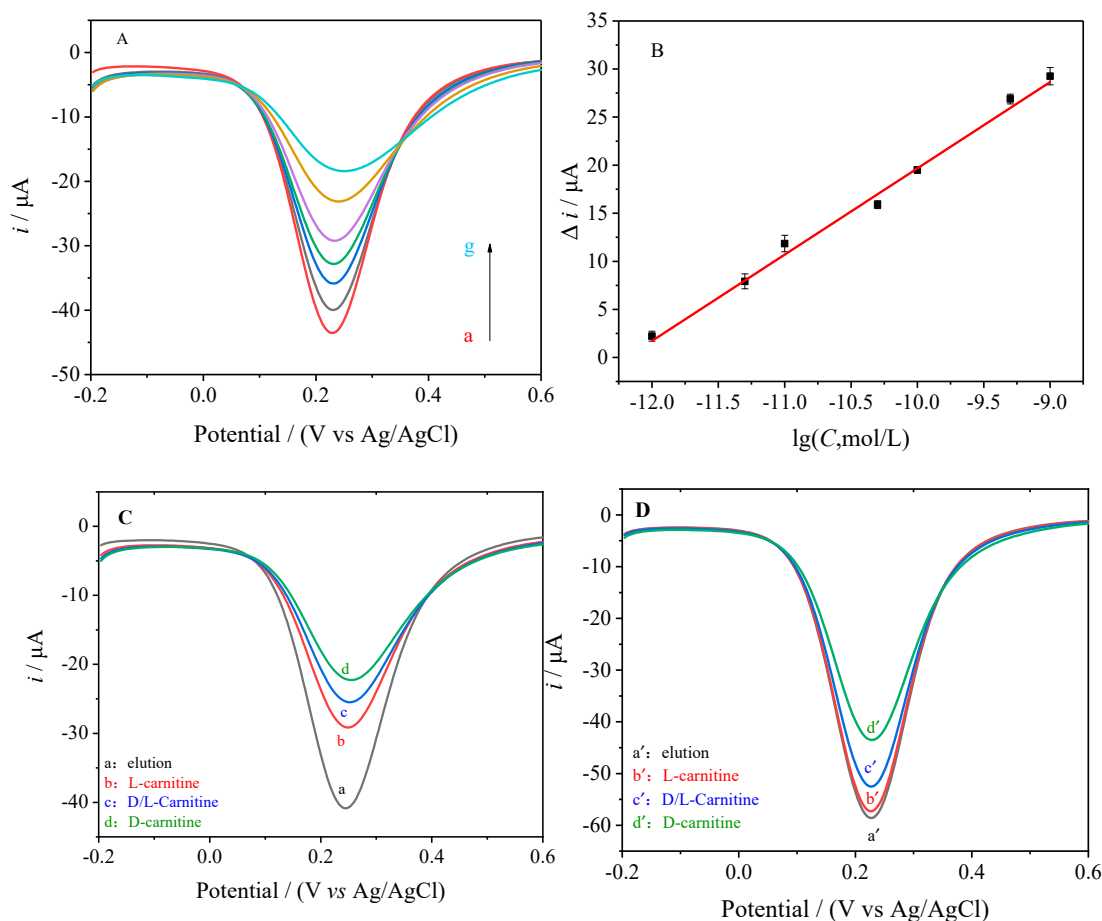 A
0
-10
-20
-30
-40
-50
-0.2 0.0 0.2 0.4 0.6
i / μA
Potential / (V vs Ag/AgCl)
g
a
B
35
30
25
20
15
10
5
0
-12.0 -11.5 -11.0 -10.5 -10.0 -9.5 -9.0
Δ i / μA
lg(C,mol/L)
C
0
-10
-20
-30
-40
-0.2 0.0 0.2 0.4 0.6
i / μA
Potential / (V vs Ag/AgCl)
d
c
b
a
a：elution
b：L-carnitine
c：D/L-Carnitine
d：D-carnitine
D
0
-10
-20
-30
-40
-50
-60
-0.2 0.0 0.2 0.4 0.6
i / μA
Potential / (V vs Ag/AgCl)
d′
c′
b′
a′
a′：elution
b′：L-carnitine
c′：D/L-Carnitine
d′：D-carnitine